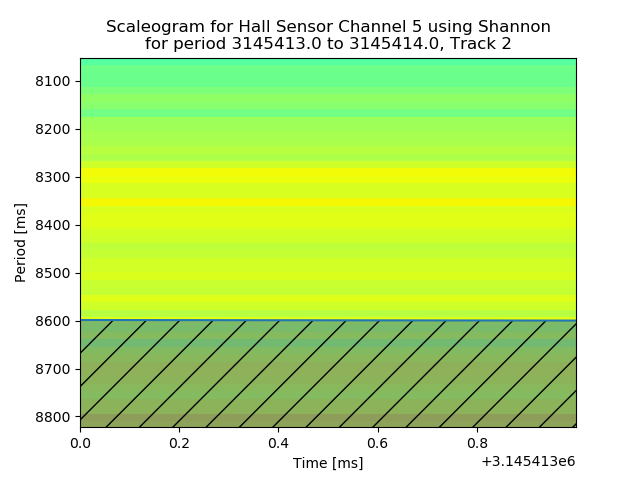 Scaleogram for Hall Sensor Channel 5 using Shannon
for period 3145413.0 to 3145414.0, Track 2
8100
8200
8300
8400
8500
8600
8700
8800
Period [ms]
0.0 0.2 0.4 0.6 0.8
Time [ms]
+3.145413e6